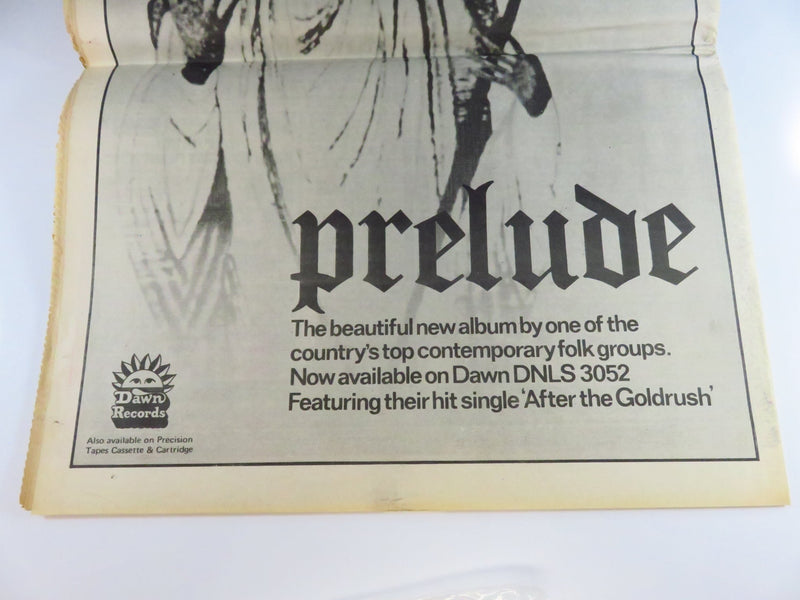 prelude
The beautiful new album by one of the
country's top contemporary folk groups.
Now available on Dawn DNLS 3052
Featuring their hit single 'After the Goldrush'
Dawn
Records
Also available on Precision
Tapes Cassette & Cartridge